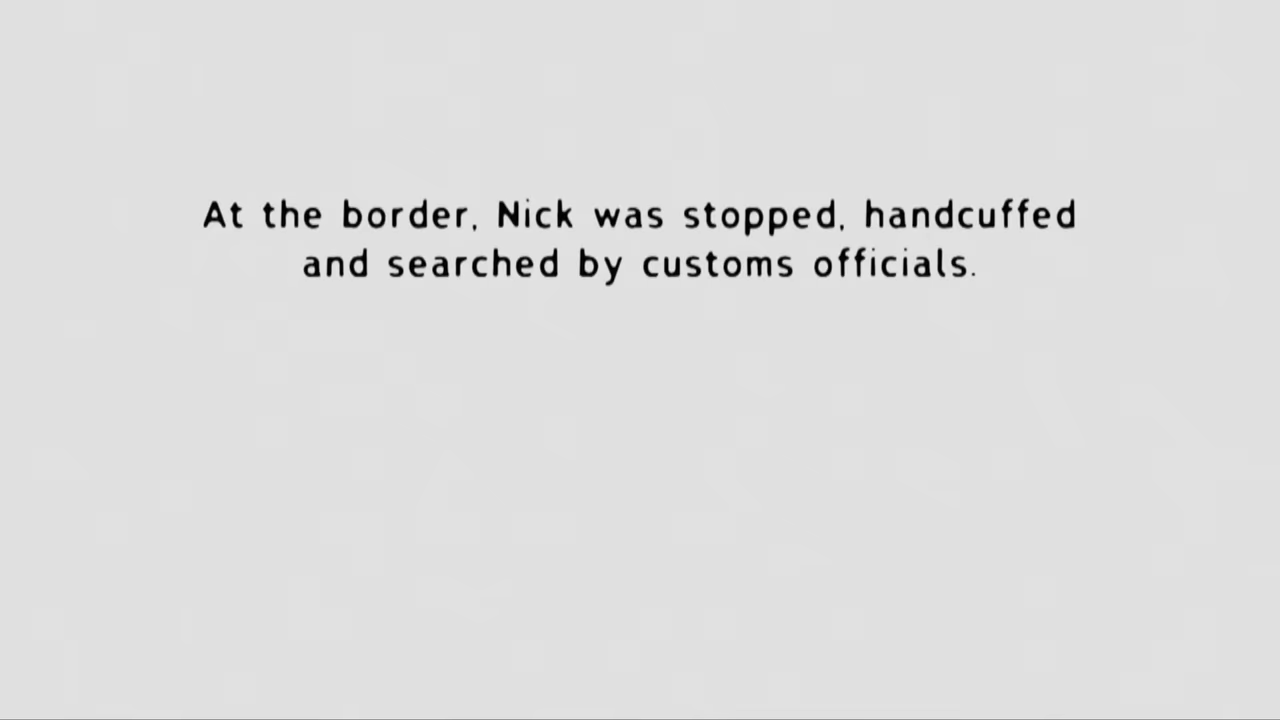 At the border, Nick was stopped, handcuffed
and searched by customs officials.